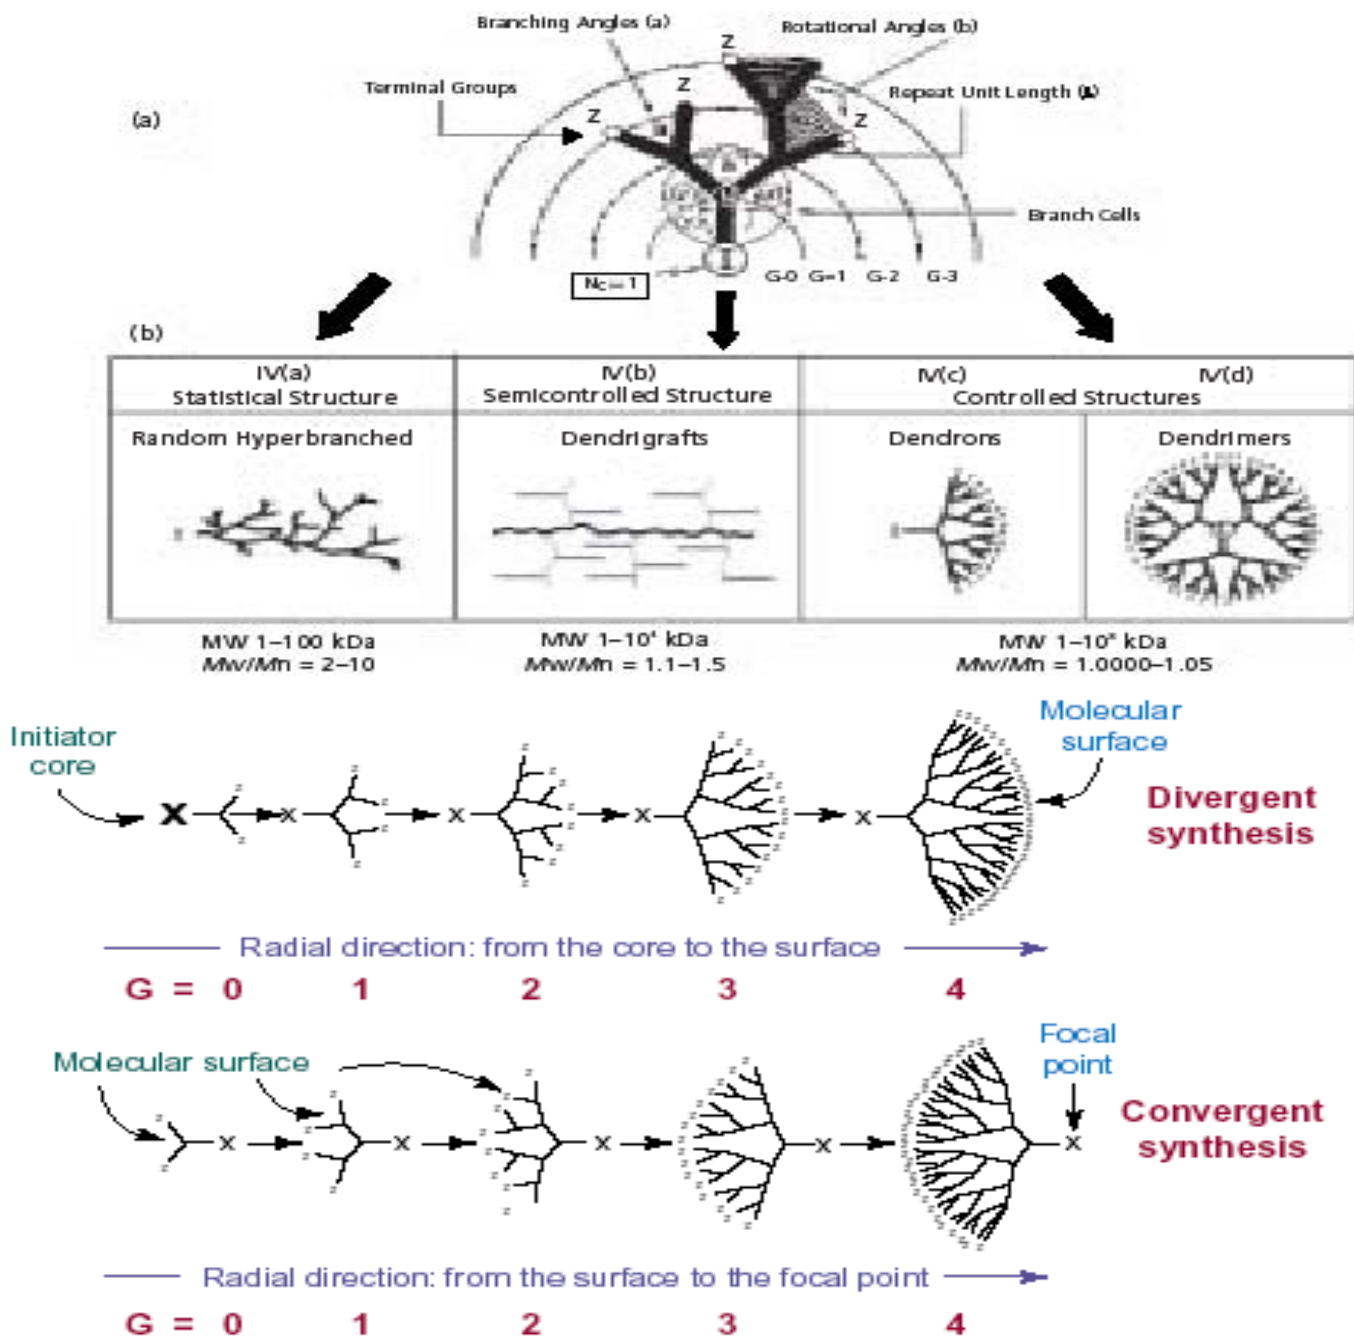 Branching Angles (a)
Rotational Angles (b)
Z
Terminal Groups
Z
Repeat Unit Length (L)
Z
Z
(a)
Branch Cells
I
Nc = 1
G-0 G=1 G-2 G-3
(b)
IV(a)
Statistical Structure
IV(b)
Semicontrolled Structure
IV(c)
IV(d)
Controlled Structures
Random Hyperbranched
Dendrigrafts
Dendrons
Dendrimers
MW 1–100 kDa
Mw/Mn = 2–10
Mw/Mn = 1.1–1.5
Mw/Mn = 1.0000–1.05
Initiator
core
Molecular
surface
X
X
X
X
X
Divergent
synthesis
Radial direction: from the core to the surface
G = 0 1 2 3 4
Molecular surface
Focal
point
X
X
X
X
X
Convergent
synthesis
Radial direction: from the surface to the focal point
G = 0 1 2 3 4